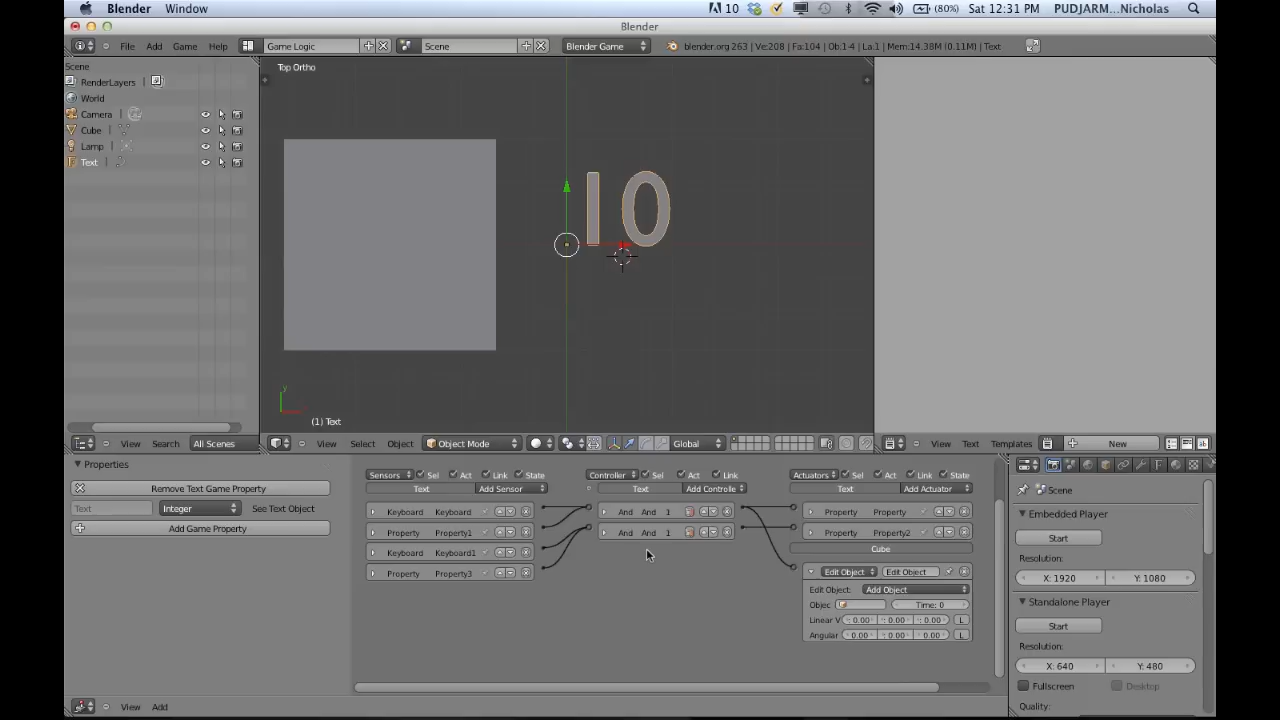 Blender Window 10 (80%) Sat 12:31 PM PUDJARM...Nicholas
Blender
File Add Game Help Game Logic Scene Blender Game blender.org 263 | Ve:208 | Fa:104 | Ob:1-4 | La:1 | Mem:14.38M (0.11M) | Text
Scene
RenderLayers |
World
Camera |
Cube |
Lamp |
Text |
Top Ortho
10
y
(1) Text
View Search All Scenes
View Select Object Object Mode Global
View Text Templates New
Properties
Remove Text Game Property
Text Integer See Text Object
Add Game Property
Sensors Sel Act Link State
Text Add Sensor
Keyboard Keyboard
Property Property1
Keyboard Keyboard1
Property Property3
Controller Sel Act Link
Text Add Controlle
And And 1
And And 1
Actuators Sel Act Link State
Text Add Actuator
Property Property
Property Property2
Cube
Edit Object Edit Object
Edit Object: Add Object
Objec Time: 0
Linear V 0.00 0.00 0.00 L
Angular 0.00 0.00 0.00 L
Scene
Embedded Player
Start
Resolution:
X: 1920 Y: 1080
Standalone Player
Start
Resolution:
X: 640 Y: 480
Fullscreen Desktop
Quality:
View Add